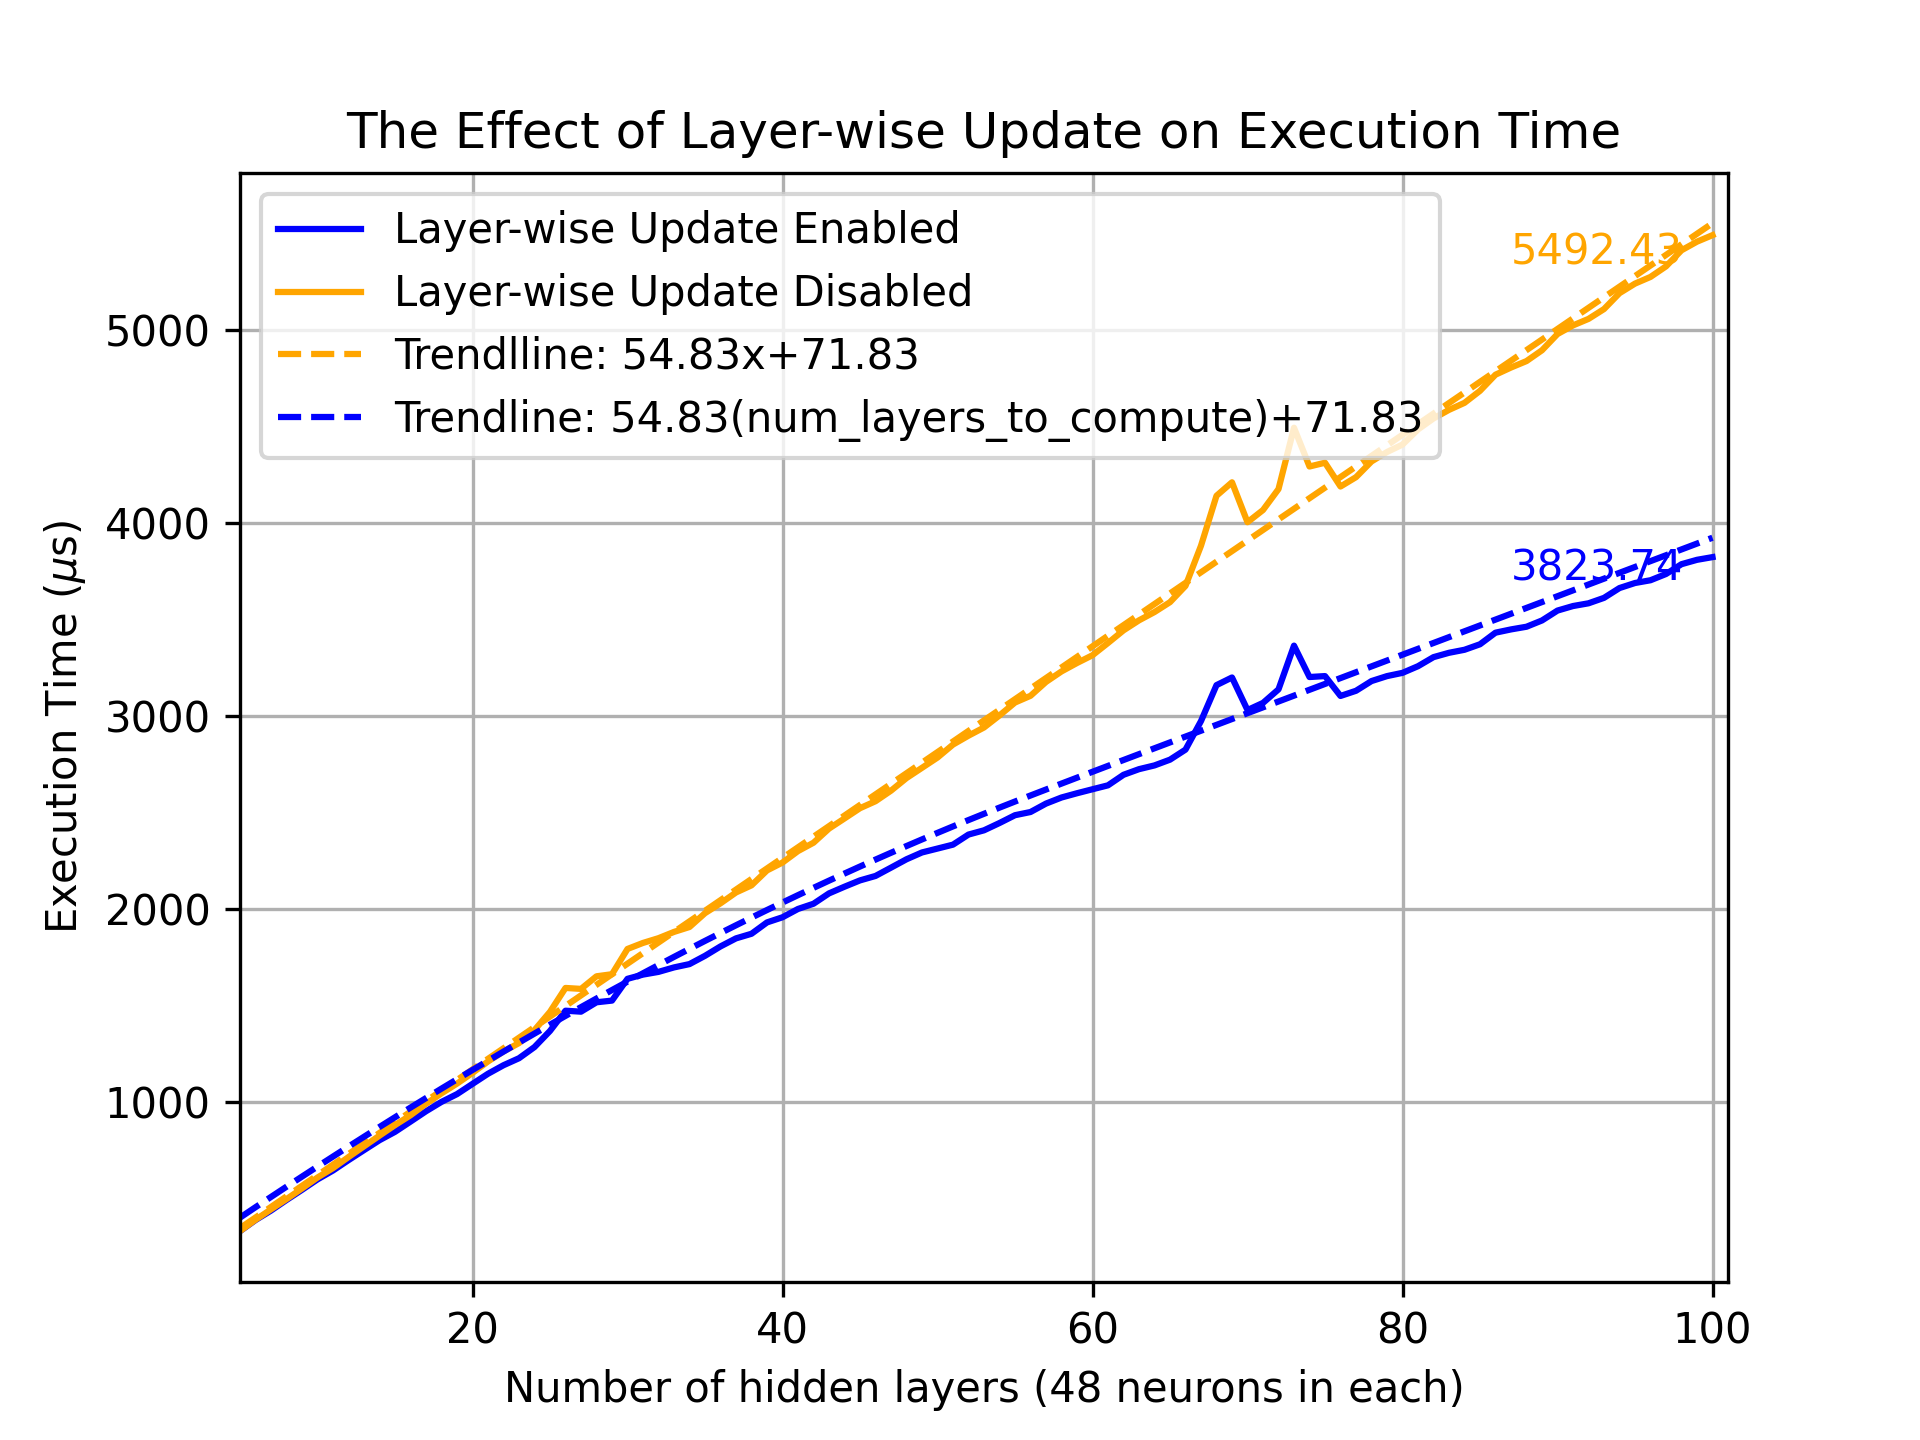 The Effect of Layer-wise Update on Execution Time
Layer-wise Update Enabled
Layer-wise Update Disabled
Trendlline: 54.83x+71.83
Trendline: 54.83(num_layers_to_compute)+71.83
5492.43
3823.74
5000
4000
3000
2000
1000
Execution Time (μs)
20 40 60 80 100
Number of hidden layers (48 neurons in each)